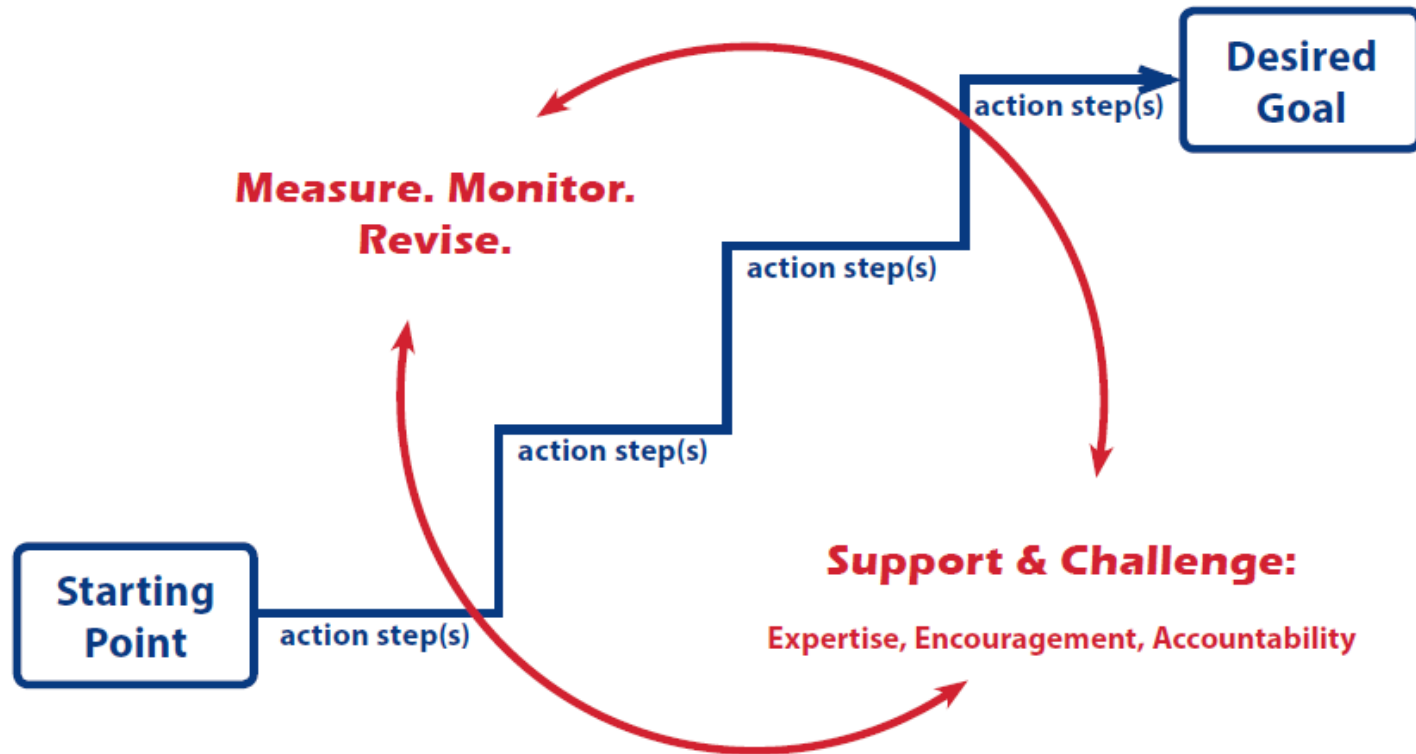 Desired
Goal
action step(s)
Measure. Monitor.
Revise.
action step(s)
action step(s)
Support & Challenge:
Expertise, Encouragement, Accountability
Starting
Point
action step(s)